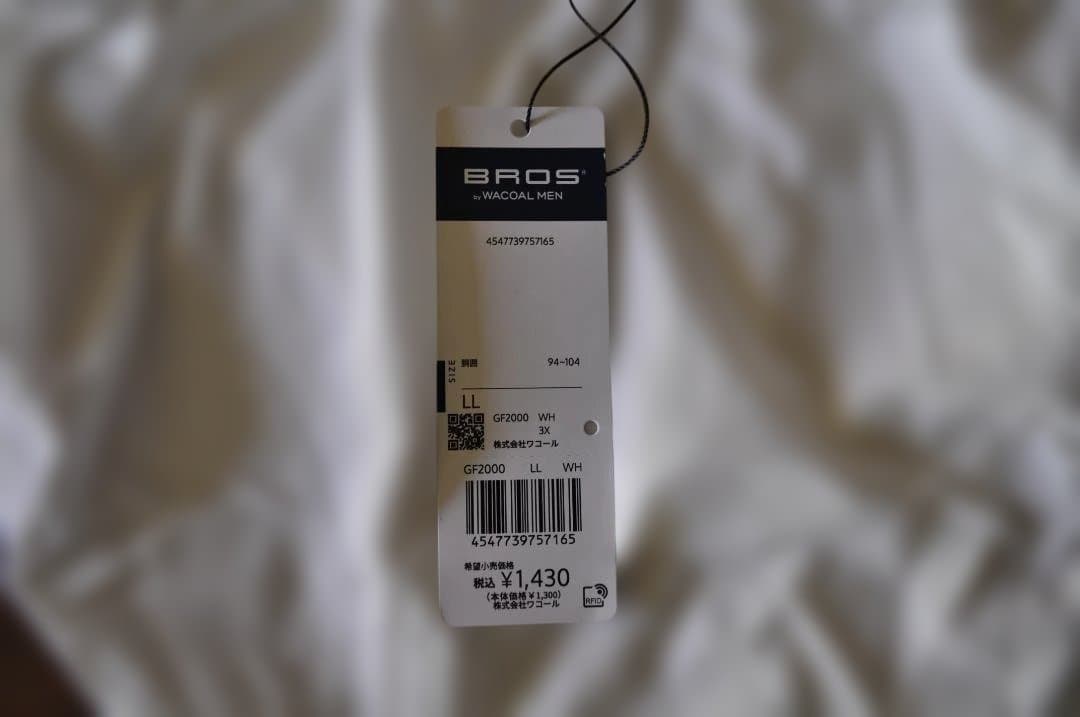 BROS®
by WACOAL MEN
4547739757165
SIZE
胴囲 94~104
LL
GF2000 WH
3X
株式会社ワコール
GF2000 LL WH
4547739757165
希望小売価格
税込 ¥1,430
(本体価格¥1,300)
株式会社ワコール
RFID